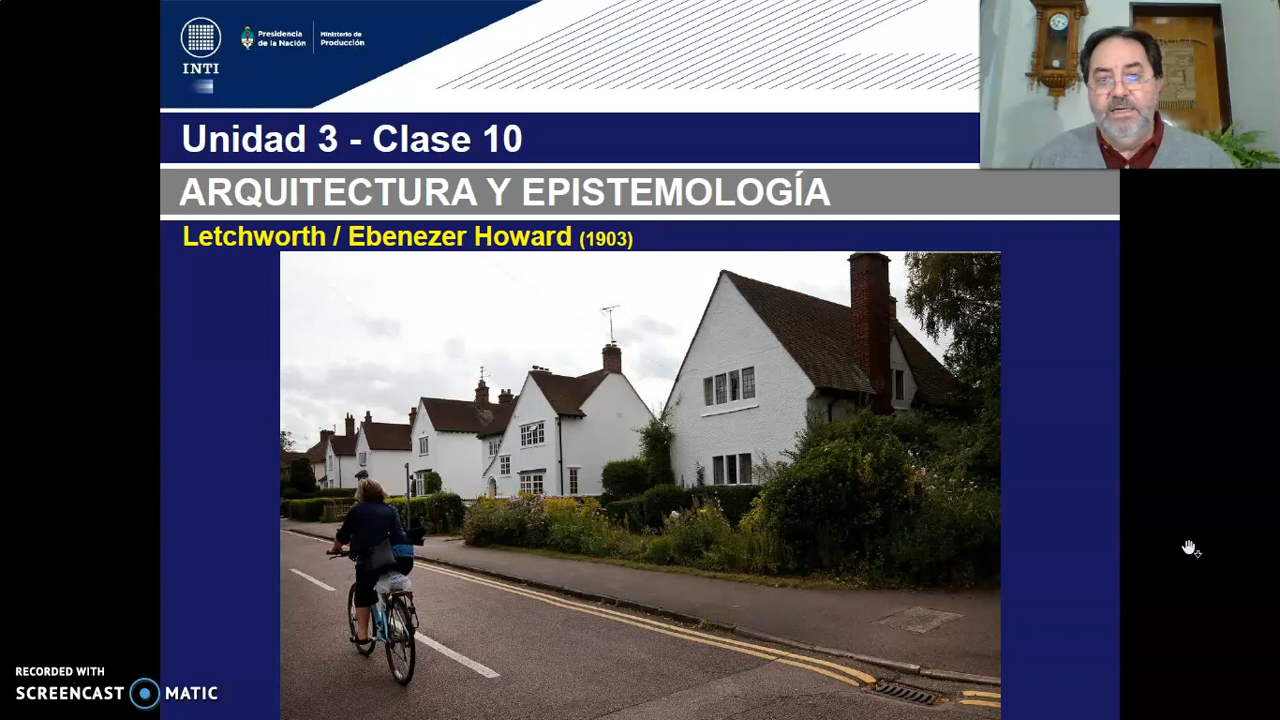 INTI
Presidencia
de la Nación
Ministerio de
Producción
Unidad 3 - Clase 10
ARQUITECTURA Y EPISTEMOLOGÍA
Letchworth / Ebenezer Howard (1903)
RECORDED WITH
SCREENCAST MATIC